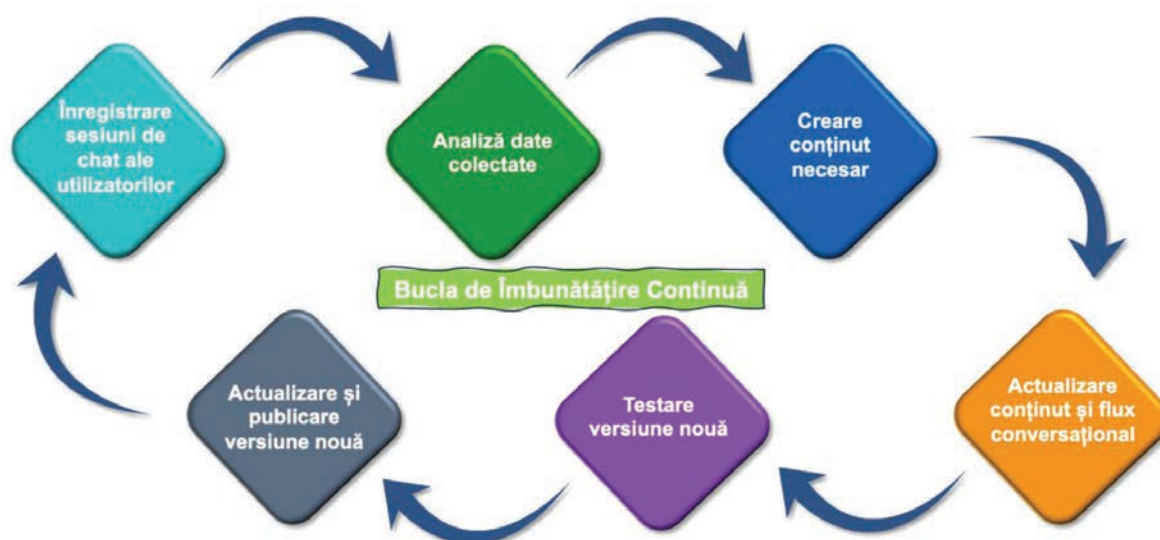 Înregistrare
sesiuni de
chat ale
utilizatorilor
Analiză date
colectate
Creare
conținut
necesar
Bucla de Îmbunătățire Continuă
Actualizare
conținut și flux
conversațional
Testare
versiune nouă
Actualizare și
publicare
versiune nouă